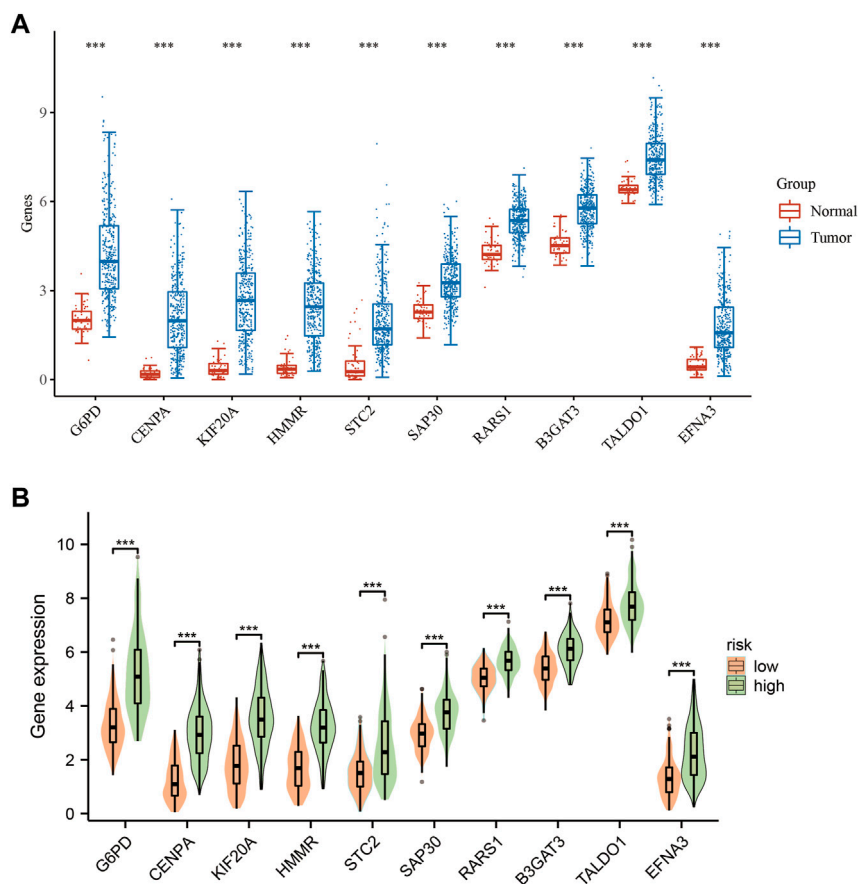 A
*** *** *** *** *** *** *** *** *** ***
9
6
3
0
Genes
Group
Normal
Tumor
G6PD CENPA KIF20A HMMR STC2 SAP30 RARS1 B3GAT3 TALDO1 EFNA3
B
10
8
6
4
2
0
Gene expression
*** *** *** *** *** *** *** *** *** ***
risk
low
high
G6PD CENPA KIF20A HMMR STC2 SAP30 RARS1 B3GAT3 TALDO1 EFNA3